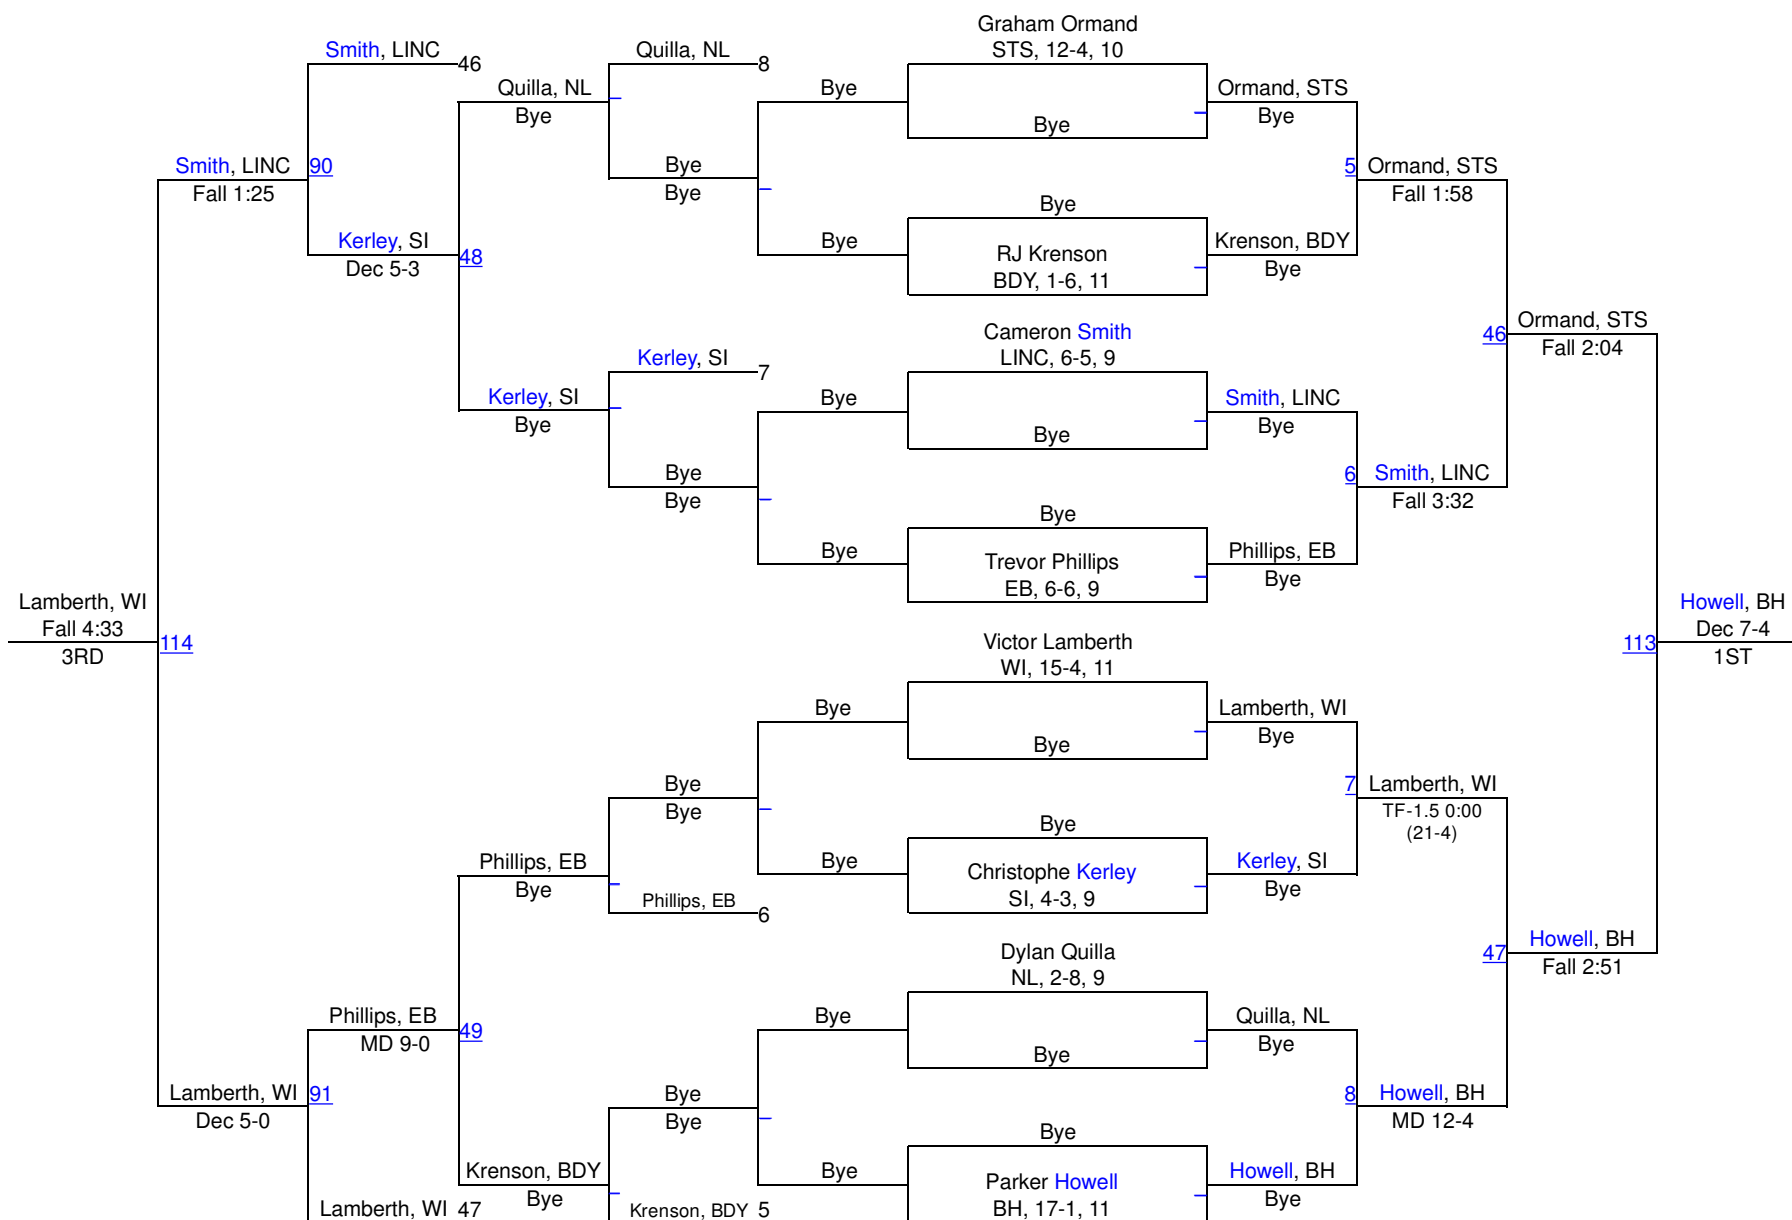 Graham Ormand
Smith, LINC
46
Quilla, NL
8
STS, 12-4, 10
Quilla, NL
Bye
Bye
Ormand, STS
Bye
Bye
Smith, LINC
90
Fall 1:25
Bye
Bye
5
Ormand, STS
Fall 1:58
Bye
Kerley, SI
48
Dec 5-3
Bye
RJ Krenson
BDY, 1-6, 11
Krenson, BDY
Bye
Cameron Smith
LINC, 6-5, 9
46
Ormand, STS
Fall 2:04
Kerley, SI
7
Kerley, SI
Bye
Bye
Bye
Smith, LINC
Bye
Bye
Bye
6
Smith, LINC
Fall 3:32
Bye
Bye
Trevor Phillips
EB, 6-6, 9
Phillips, EB
Bye
Lamberth, WI
Fall 4:33
3RD
114
Victor Lamberth
WI, 15-4, 11
113
Howell, BH
Dec 7-4
1ST
Bye
Bye
Lamberth, WI
Bye
Bye
Bye
7
Lamberth, WI
TF-1.5 0:00
(21-4)
Bye
Phillips, EB
Bye
Phillips, EB
6
Bye
Christophe Kerley
SI, 4-3, 9
Kerley, SI
Bye
Dylan Quilla
NL, 2-8, 9
47
Howell, BH
Fall 2:51
Phillips, EB
49
MD 9-0
Bye
Bye
Quilla, NL
Bye
Lamberth, WI
91
Dec 5-0
Bye
Bye
8
Howell, BH
MD 12-4
Bye
Krenson, BDY
Bye
Bye
Parker Howell
BH, 17-1, 11
Howell, BH
Bye
Lamberth, WI
47
Krenson, BDY
5